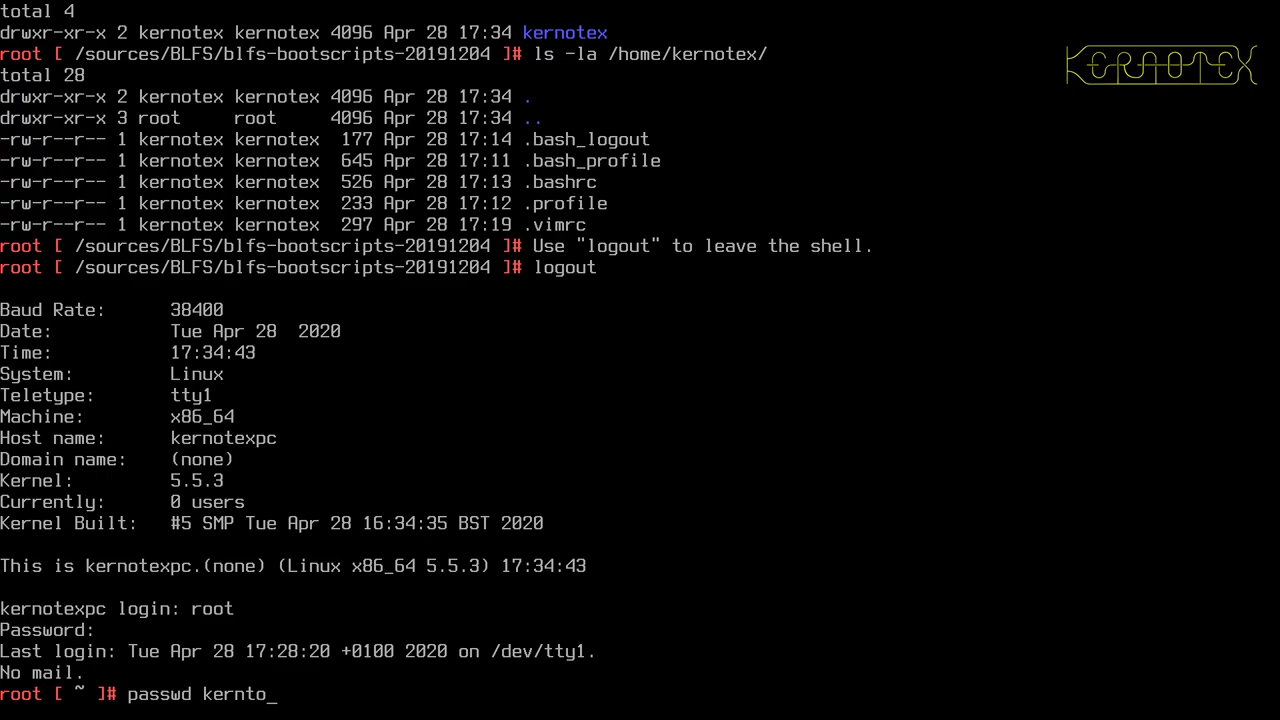 total 4
drwxr-xr-x 2 kernotex kernotex 4096 Apr 28 17:34 kernotex
root [ /sources/BLFS/blfs-bootscripts-20191204 ]# ls -la /home/kernotex/
KERNOTEX
total 28
drwxr-xr-x 2 kernotex kernotex 4096 Apr 28 17:34 .
drwxr-xr-x 3 root     root     4096 Apr 28 17:34 ..
-rw-r--r-- 1 kernotex kernotex  177 Apr 28 17:14 .bash_logout
-rw-r--r-- 1 kernotex kernotex  645 Apr 28 17:11 .bash_profile
-rw-r--r-- 1 kernotex kernotex  526 Apr 28 17:13 .bashrc
-rw-r--r-- 1 kernotex kernotex  233 Apr 28 17:12 .profile
-rw-r--r-- 1 kernotex kernotex  297 Apr 28 17:19 .vimrc
root [ /sources/BLFS/blfs-bootscripts-20191204 ]# Use "logout" to leave the shell.
root [ /sources/BLFS/blfs-bootscripts-20191204 ]# logout
Baud Rate:      38400
Date:           Tue Apr 28  2020
Time:           17:34:43
System:         Linux
Teletype:       tty1
Machine:        x86_64
Host name:      kernotexpc
Domain name:    (none)
Kernel:         5.5.3
Currently:      0 users
Kernel Built:   #5 SMP Tue Apr 28 16:34:35 BST 2020
This is kernotexpc.(none) (Linux x86_64 5.5.3) 17:34:43
kernotexpc login: root
Password:
Last login: Tue Apr 28 17:28:20 +0100 2020 on /dev/tty1.
No mail.
root [ ~ ]# passwd kernto_